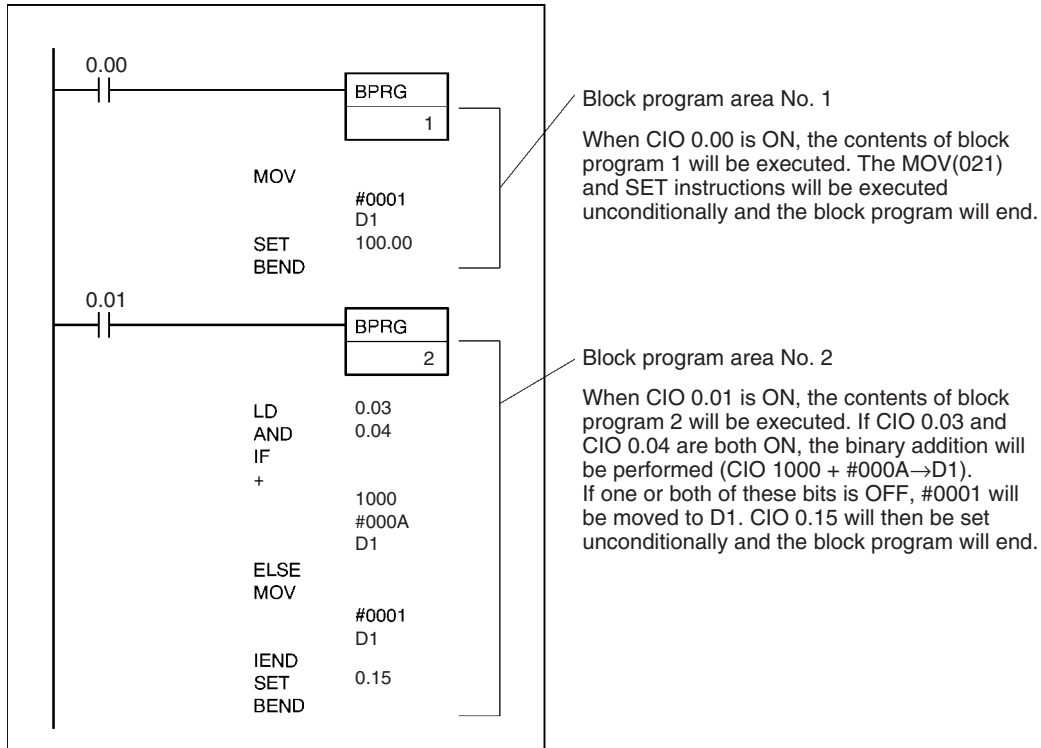 0.00
BPRG
1
MOV
#0001
D1
SET 100.00
BEND
Block program area No. 1
When CIO 0.00 is ON, the contents of block
program 1 will be executed. The MOV(021)
and SET instructions will be executed
unconditionally and the block program will end.
0.01
BPRG
2
LD 0.03
AND 0.04
IF
+
1000
#000A
D1
ELSE
MOV
#0001
D1
IEND
SET 0.15
BEND
Block program area No. 2
When CIO 0.01 is ON, the contents of block
program 2 will be executed. If CIO 0.03 and
CIO 0.04 are both ON, the binary addition will
be performed (CIO 1000 + #000A→D1).
If one or both of these bits is OFF, #0001 will
be moved to D1. CIO 0.15 will then be set
unconditionally and the block program will end.